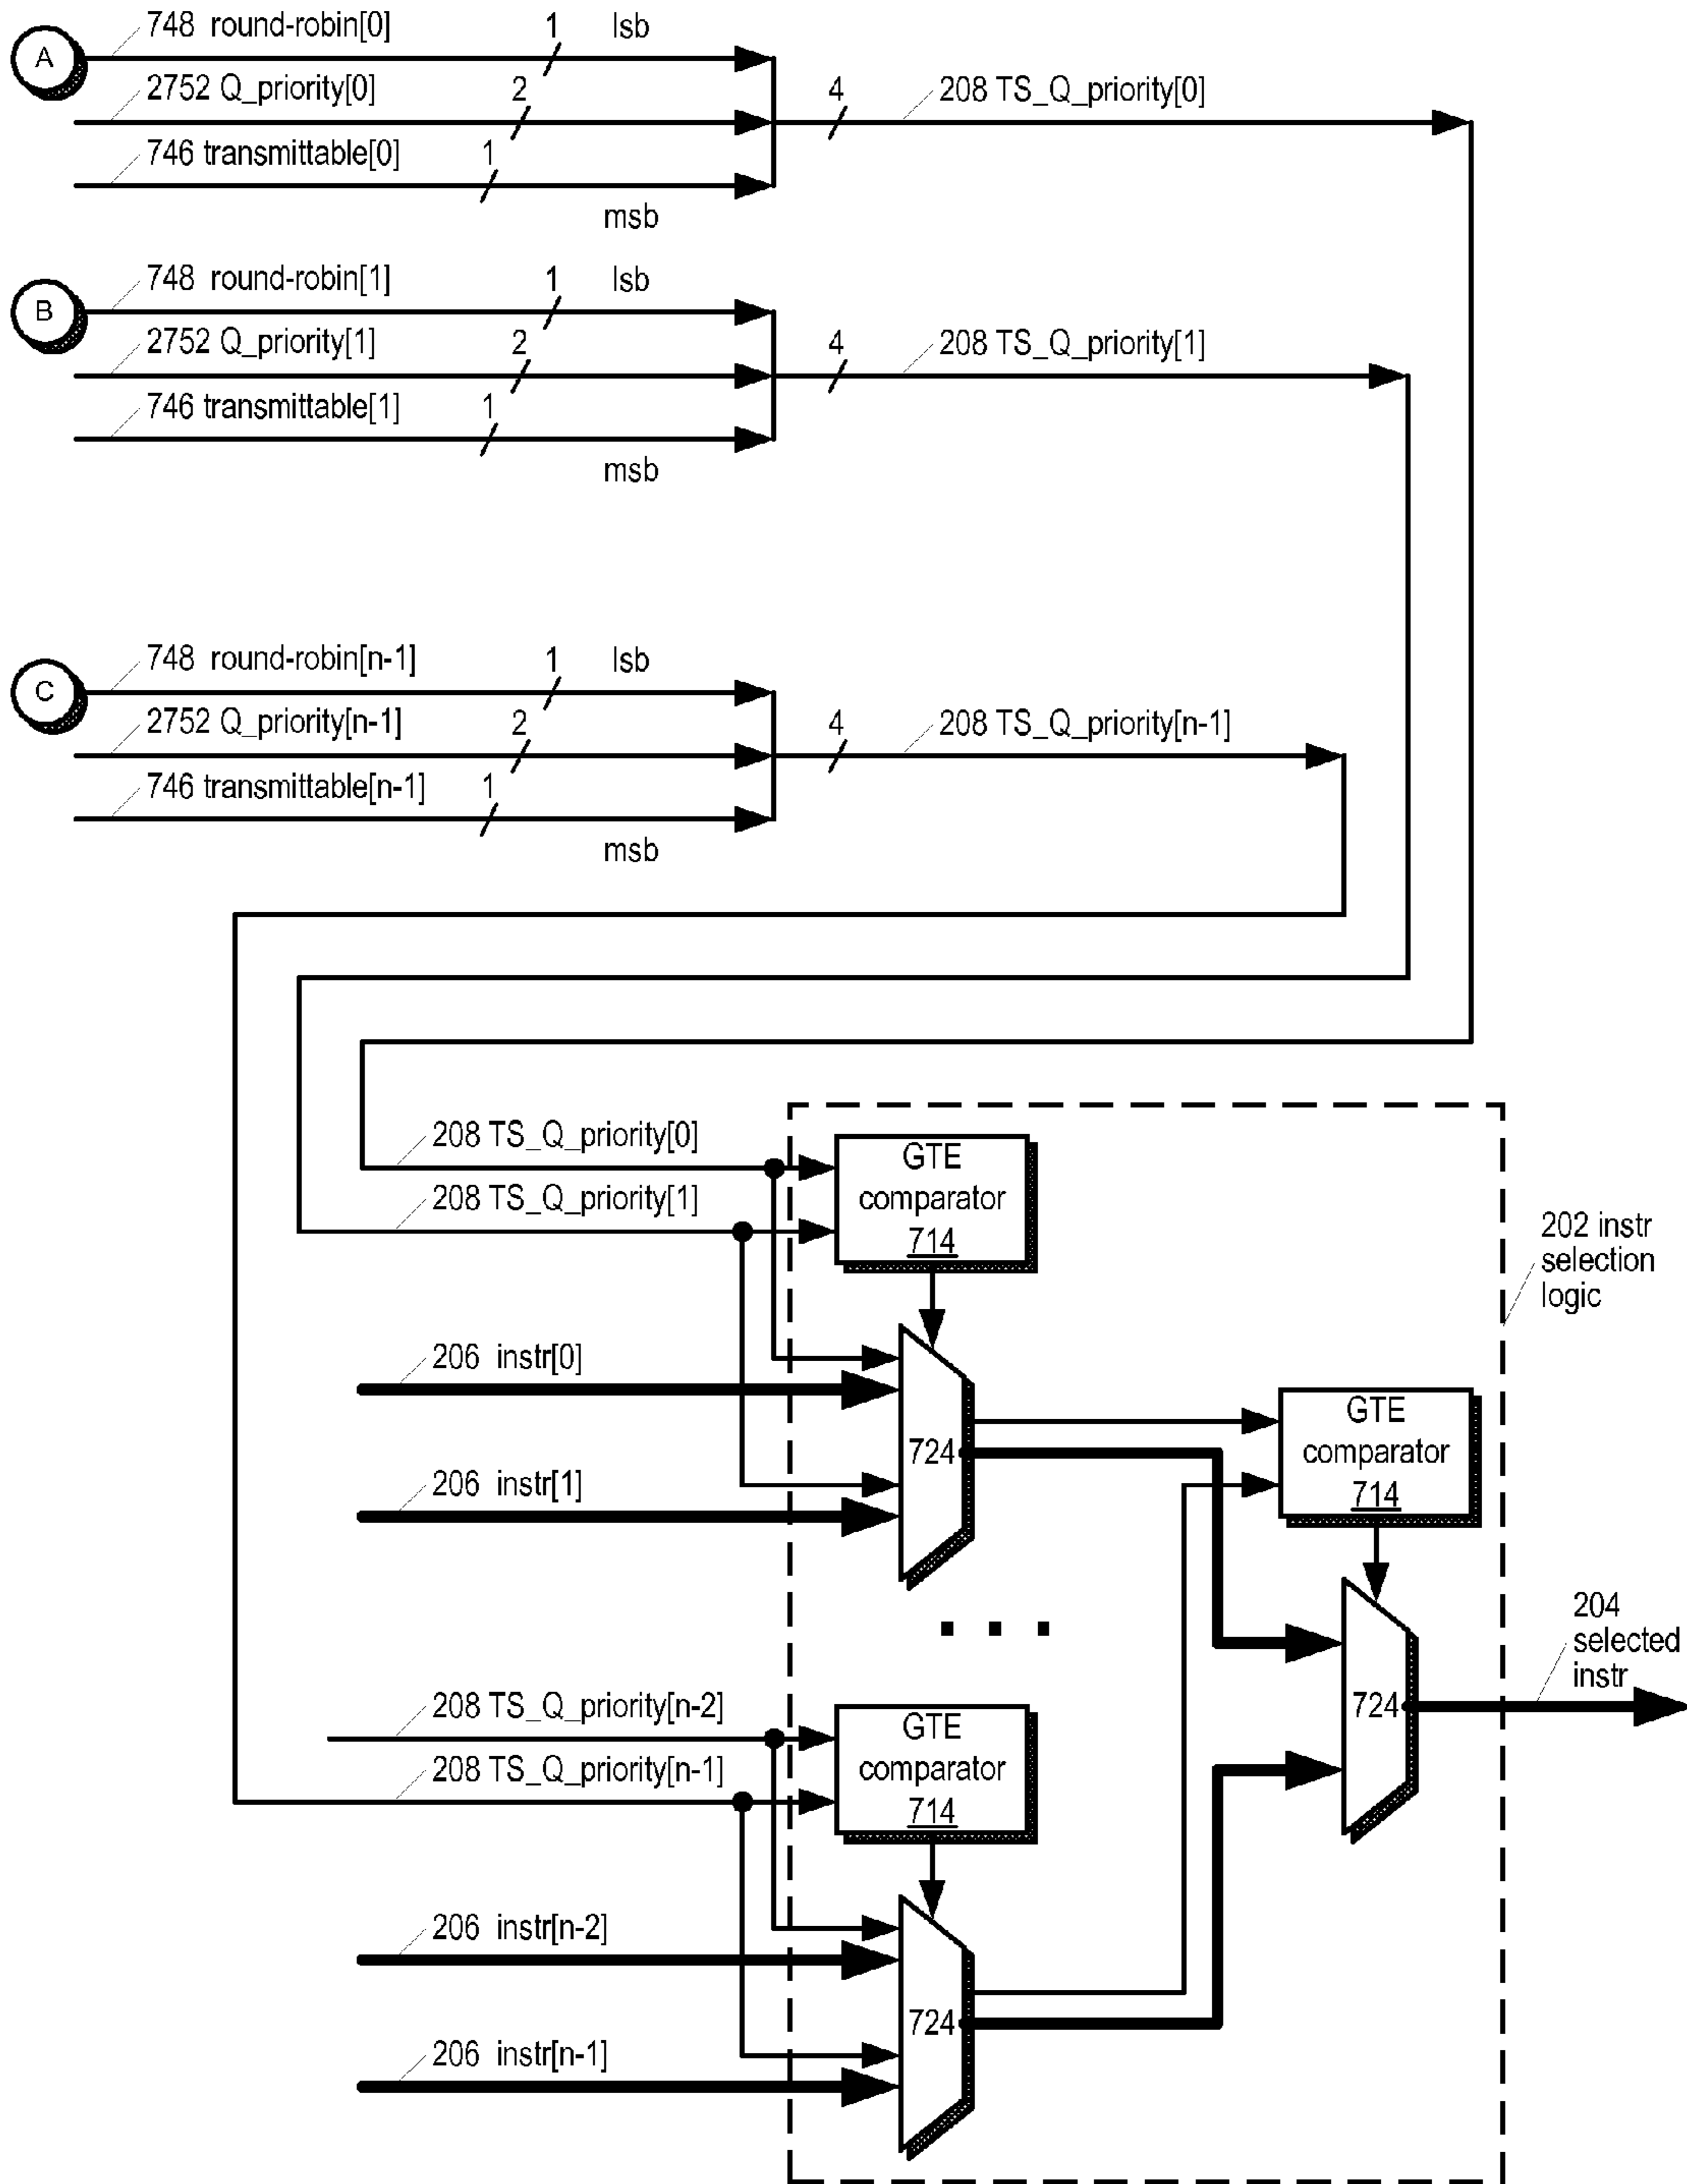 A
748 round-robin[0]
1
lsb
2752 Q_priority[0]
2
4
208 TS_Q_priority[0]
746 transmittable[0]
1
msb
B
748 round-robin[1]
1
lsb
2752 Q_priority[1]
2
4
208 TS_Q_priority[1]
746 transmittable[1]
1
msb
C
748 round-robin[n-1]
1
lsb
2752 Q_priority[n-1]
2
4
208 TS_Q_priority[n-1]
746 transmittable[n-1]
1
msb
208 TS_Q_priority[0]
208 TS_Q_priority[1]
GTE
comparator
714
202 instr
selection
logic
206 instr[0]
206 instr[1]
724
GTE
comparator
714
. . .
204
selected
instr
724
208 TS_Q_priority[n-2]
208 TS_Q_priority[n-1]
GTE
comparator
714
206 instr[n-2]
206 instr[n-1]
724